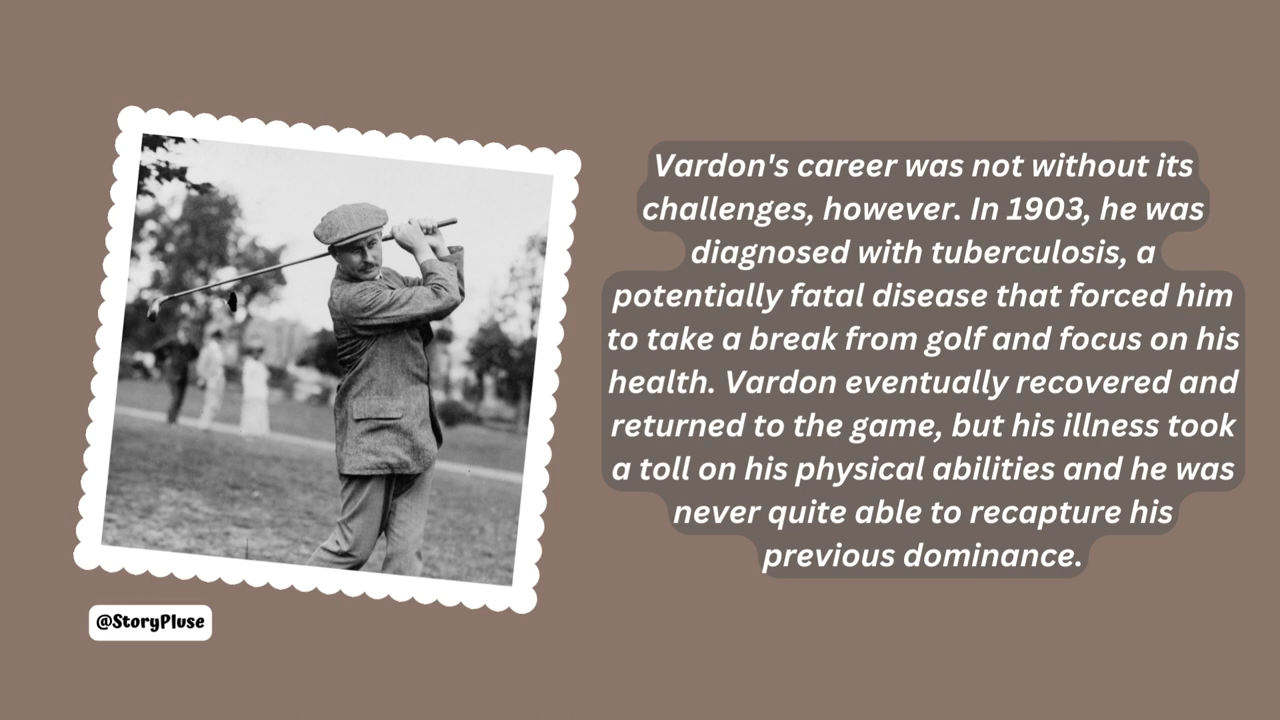 Vardon's career was not without its
challenges, however. In 1903, he was
diagnosed with tuberculosis, a
potentially fatal disease that forced him
to take a break from golf and focus on his
health. Vardon eventually recovered and
returned to the game, but his illness took
a toll on his physical abilities and he was
never quite able to recapture his
previous dominance.
@StoryPluse